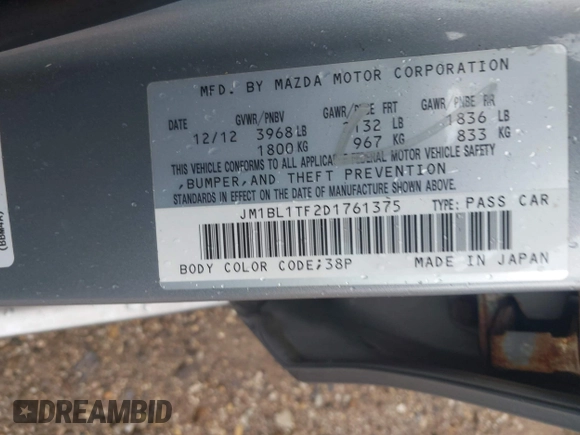 MFD. BY MAZDA MOTOR CORPORATION
GVWR/PNBV GAWR/PNBE FRT GAWR/PNBE RR
DATE 12/12 3968 LB 2132 LB 1836 LB
1800 KG 967 KG 833 KG
THIS VEHICLE CONFORMS TO ALL APPLICABLE FEDERAL MOTOR VEHICLE SAFETY
,BUMPER,AND THEFT PREVENTION
STANDARDS IN EFFECT ON THE DATE OF MANUFACTURE SHOWN ABOVE.
JM1BL1TF2D1761375 TYPE: PASS CAR
BODY COLOR CODE;38P MADE IN JAPAN
DREAMBID